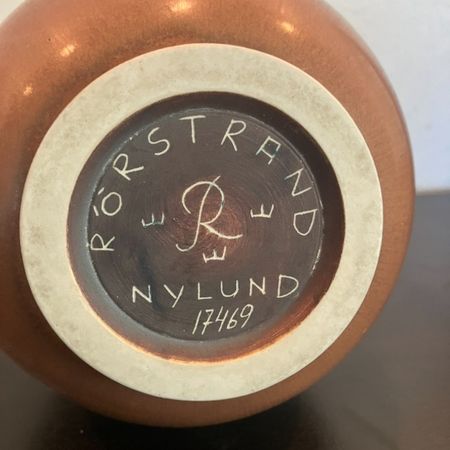 RÖRSTRAND
R
NYLUND
17469